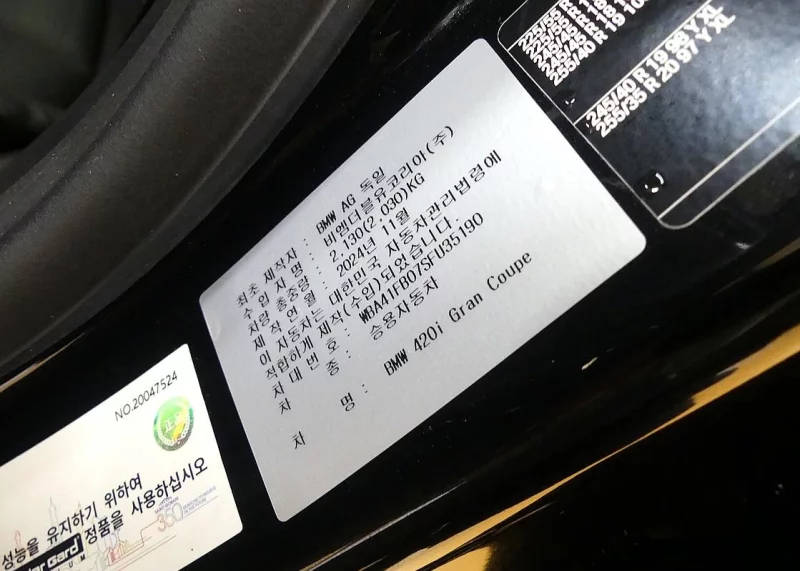 최초 제작사 : BMW AG 독일
수 입 자 명 : 비엠더블유코리아(주)
차량 총중량 : 2,130(2,030)KG
제 작 연 월 : 2024년 11월
이 자동차는 대한민국 자동차관리법령에
적합하게 제작(수입)되었습니다.
차 대 번 호 : WBA41FB07SFU35190
차 종 : 승용자동차
차 명 : BMW 420i Gran Coupe
245/40 R 19 98 Y XL
255/35 R 20 97 Y XL
NO.20047524
성능을 유지하기 위하여
정품을 사용하십시오